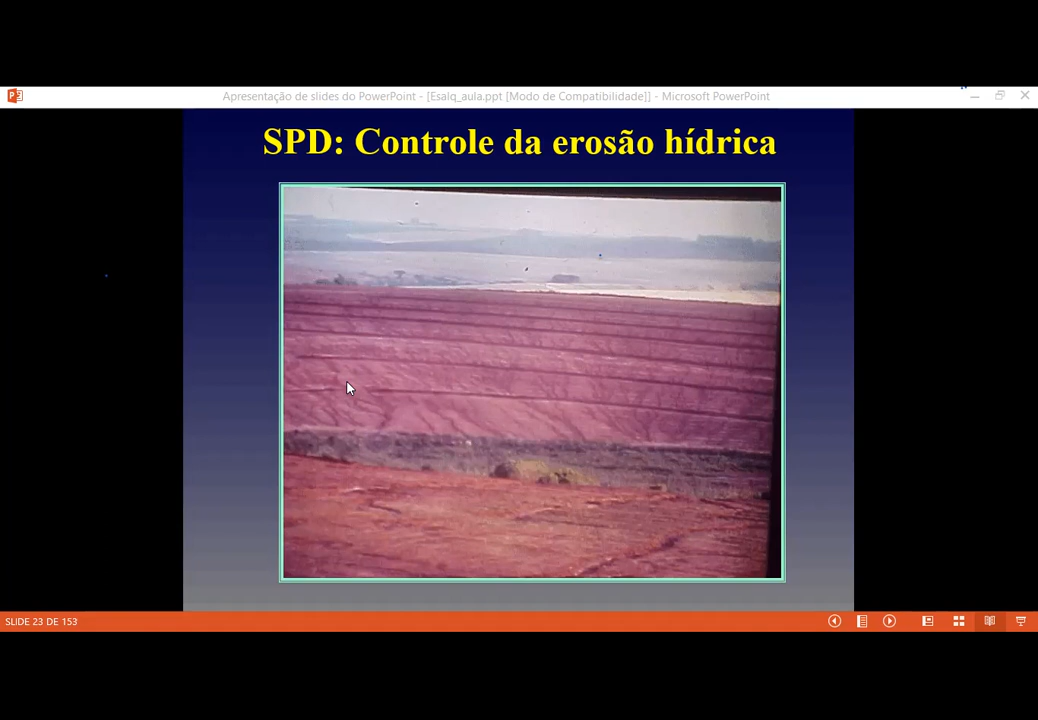 Apresentação de slides do PowerPoint - [Esalq_aula.ppt [Modo de Compatibilidade]] - Microsoft PowerPoint
SPD: Controle da erosão hídrica
SLIDE 23 DE 153